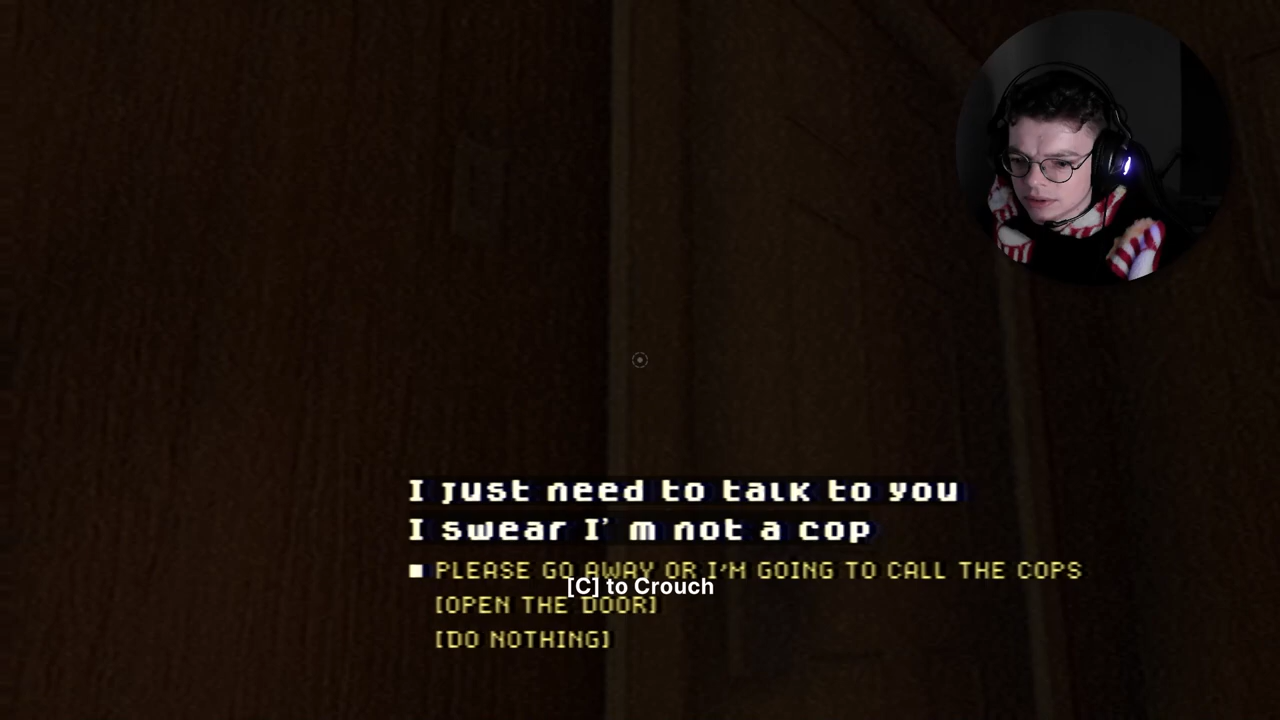 I just need to talk to you
I swear I'm not a cop
PLEASE GO AWAY OR I'M GOING TO CALL THE COPS
[C] to Crouch
[OPEN THE DOOR]
[DO NOTHING]